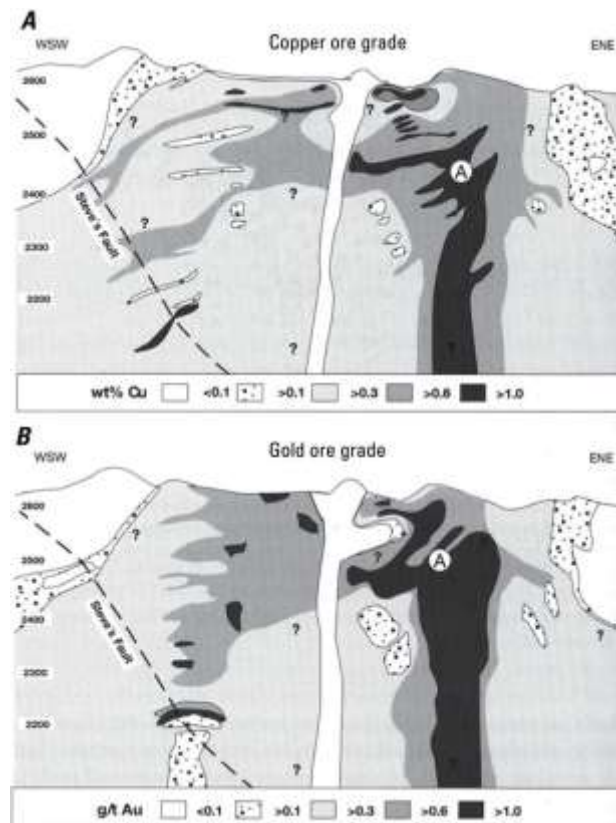 A
WSW
Copper ore grade
ENE
2600
?
?
?
?
2500
?
A
2400
?
?
Steve's Fault
2300
2200
?
?
wt% Cu <0.1 >0.1 >0.3 >0.6 >1.0
B
Gold ore grade
WSW
ENE
2600
?
?
2500
?
A
Steve's Fault
2400
?
?
2300
2200
?
?
g/t Au <0.1 >0.1 >0.3 >0.6 >1.0